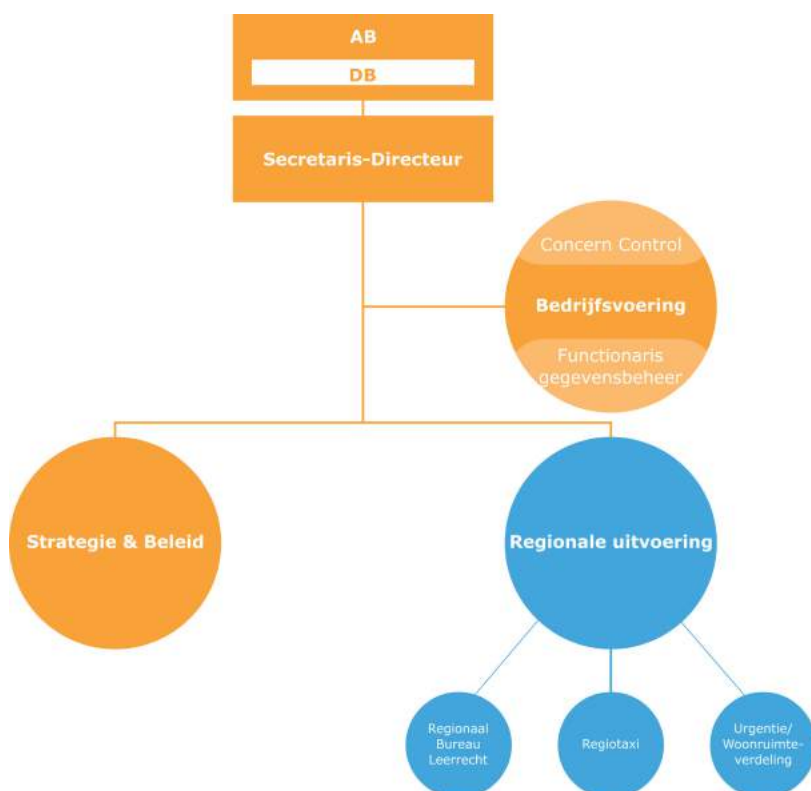 AB
DB
Secretaris-Directeur
Concern Control
Bedrijfsvoering
Functionaris
gegevensbeheer
Strategie & Beleid
Regionale uitvoering
Regionaal
Bureau
Leerrecht
Regiotaxi
Urgentie/
Woonruimte-
verdeling